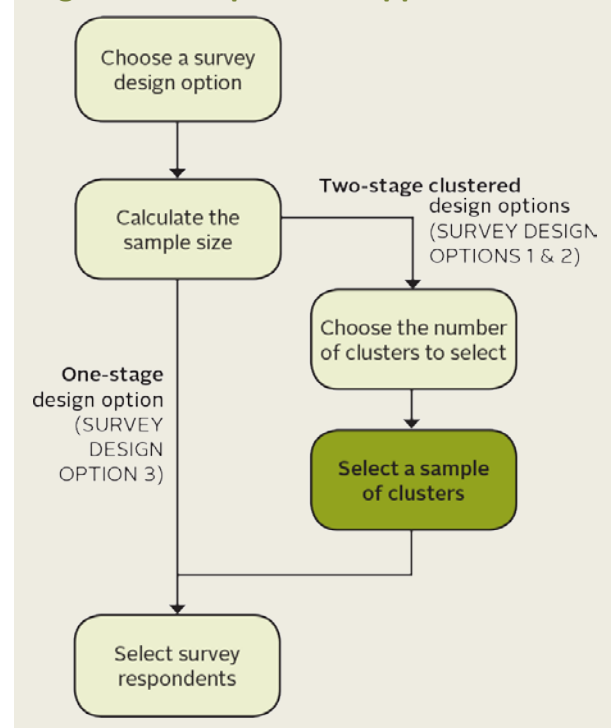 Choose a survey
design option
Two-stage clustered
design options
(SURVEY DESIGN
OPTIONS 1 & 2)
Calculate the
sample size
Choose the number
of clusters to select
One-stage
design option
(SURVEY
DESIGN
OPTION 3)
Select a sample
of clusters
Select survey
respondents